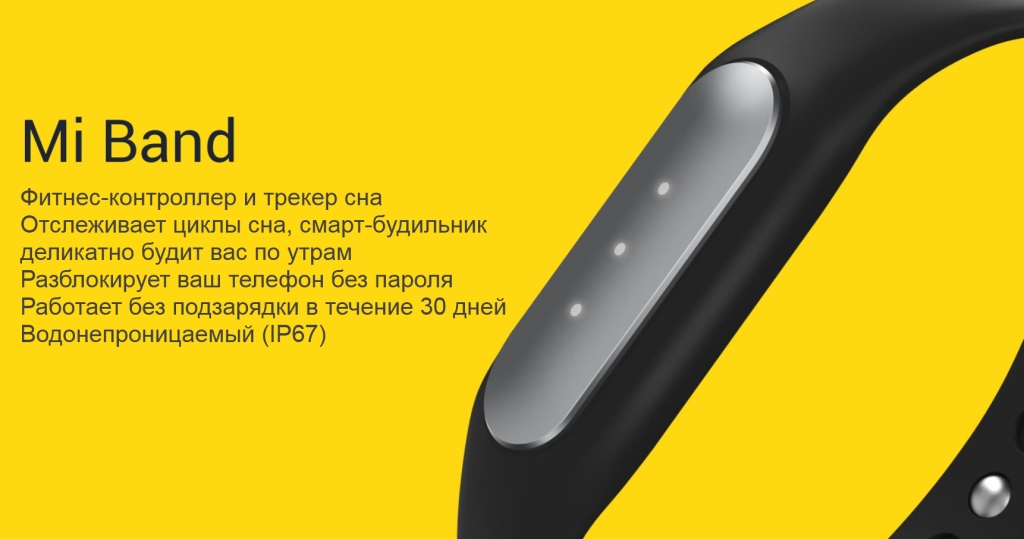 Mi Band
Фитнес-контроллер и трекер сна
Отслеживает циклы сна, смарт-будильник
деликатно будит вас по утрам
Разблокирует ваш телефон без пароля
Работает без подзарядки в течение 30 дней
Водонепроницаемый (IP67)